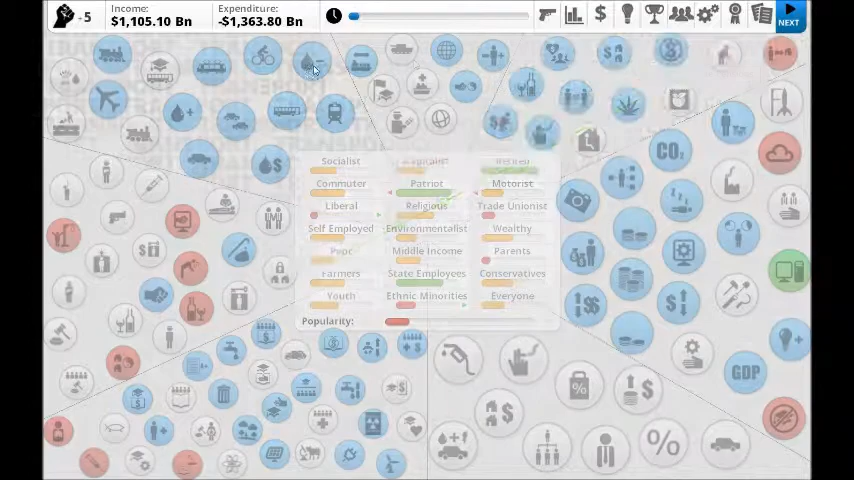 Income:
$1,105.10 Bn
Expenditure:
-$1,363.80 Bn
+5
NEXT
Socialist
Capitalist
Retired
Commuter
Patriot
Motorist
Liberal
Religious
Trade Unionist
Self Employed
Environmentalist
Wealthy
Poor
Middle Income
Parents
Farmers
State Employees
Conservatives
Youth
Ethnic Minorities
Everyone
Popularity:
CO₂
GDP